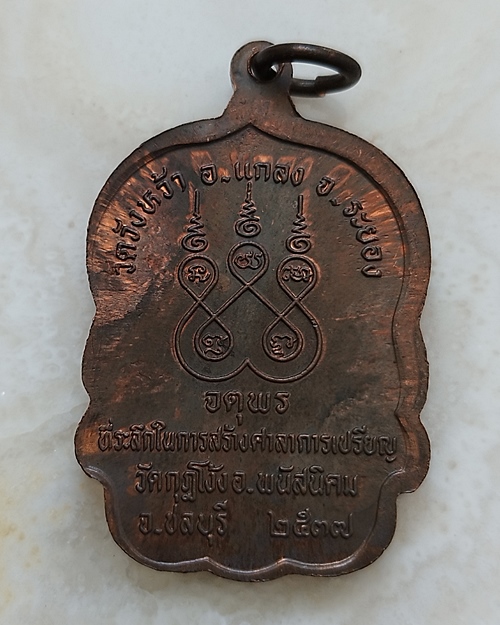 วัดวังหว้า อ.แกลง จ.ระยอง
อตุพร
ที่ระลึกในการสร้างศาลาการเปรียญ
วัดกุฎโง้ง อ.พนัสนิคม
จ.ชลบุรี ๒๕๓๗